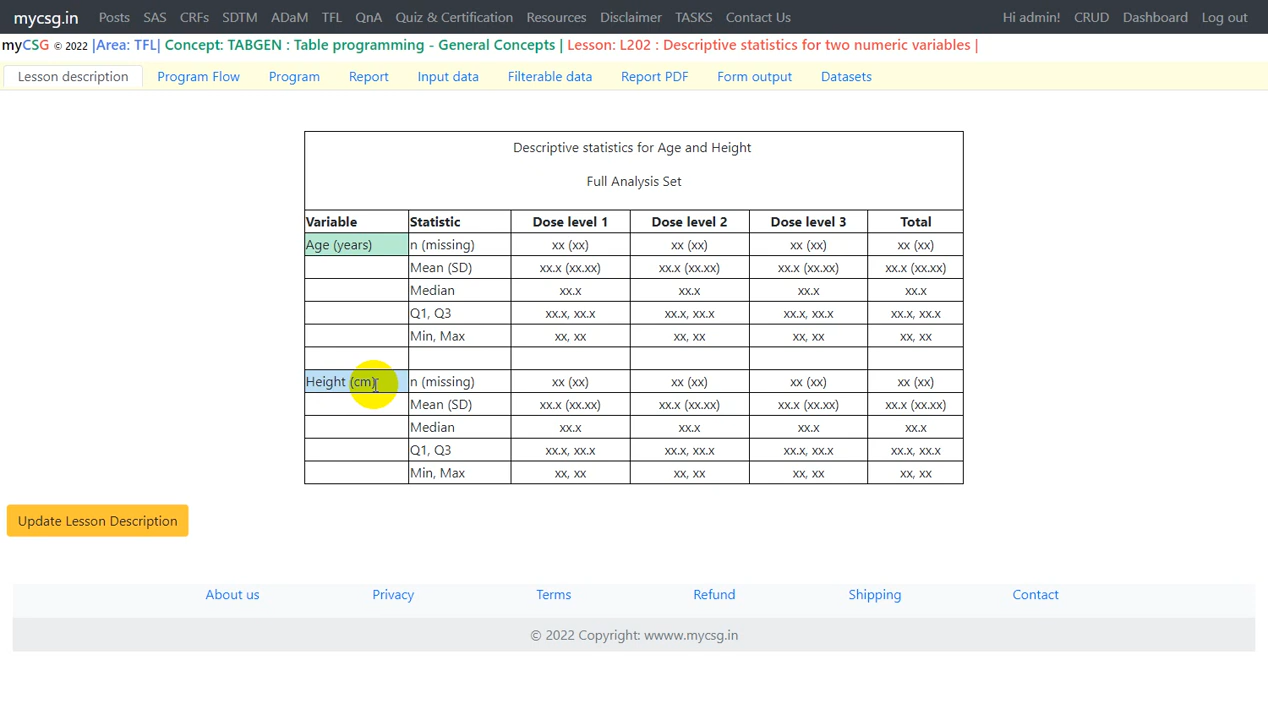 mycsg.in Posts SAS CRFs SDTM ADaM TFL QnA Quiz & Certification Resources Disclaimer TASKS Contact Us Hi admin! CRUD Dashboard Log out
myCSG © 2022 |Area: TFL| Concept: TABGEN : Table programming - General Concepts | Lesson: L202 : Descriptive statistics for two numeric variables |
Lesson description Program Flow Program Report Input data Filterable data Report PDF Form output Datasets
Descriptive statistics for Age and Height
Full Analysis Set
Variable Statistic Dose level 1 Dose level 2 Dose level 3 Total
Age (years) n (missing) xx (xx) xx (xx) xx (xx) xx (xx)
Mean (SD) xx.x (xx.xx) xx.x (xx.xx) xx.x (xx.xx) xx.x (xx.xx)
Median xx.x xx.x xx.x xx.x
Q1, Q3 xx.x, xx.x xx.x, xx.x xx.x, xx.x xx.x, xx.x
Min, Max xx, xx xx, xx xx, xx xx, xx
Height (cm) n (missing) xx (xx) xx (xx) xx (xx) xx (xx)
Mean (SD) xx.x (xx.xx) xx.x (xx.xx) xx.x (xx.xx) xx.x (xx.xx)
Median xx.x xx.x xx.x xx.x
Q1, Q3 xx.x, xx.x xx.x, xx.x xx.x, xx.x xx.x, xx.x
Min, Max xx, xx xx, xx xx, xx xx, xx
Update Lesson Description
About us Privacy Terms Refund Shipping Contact
© 2022 Copyright: wwww.mycsg.in